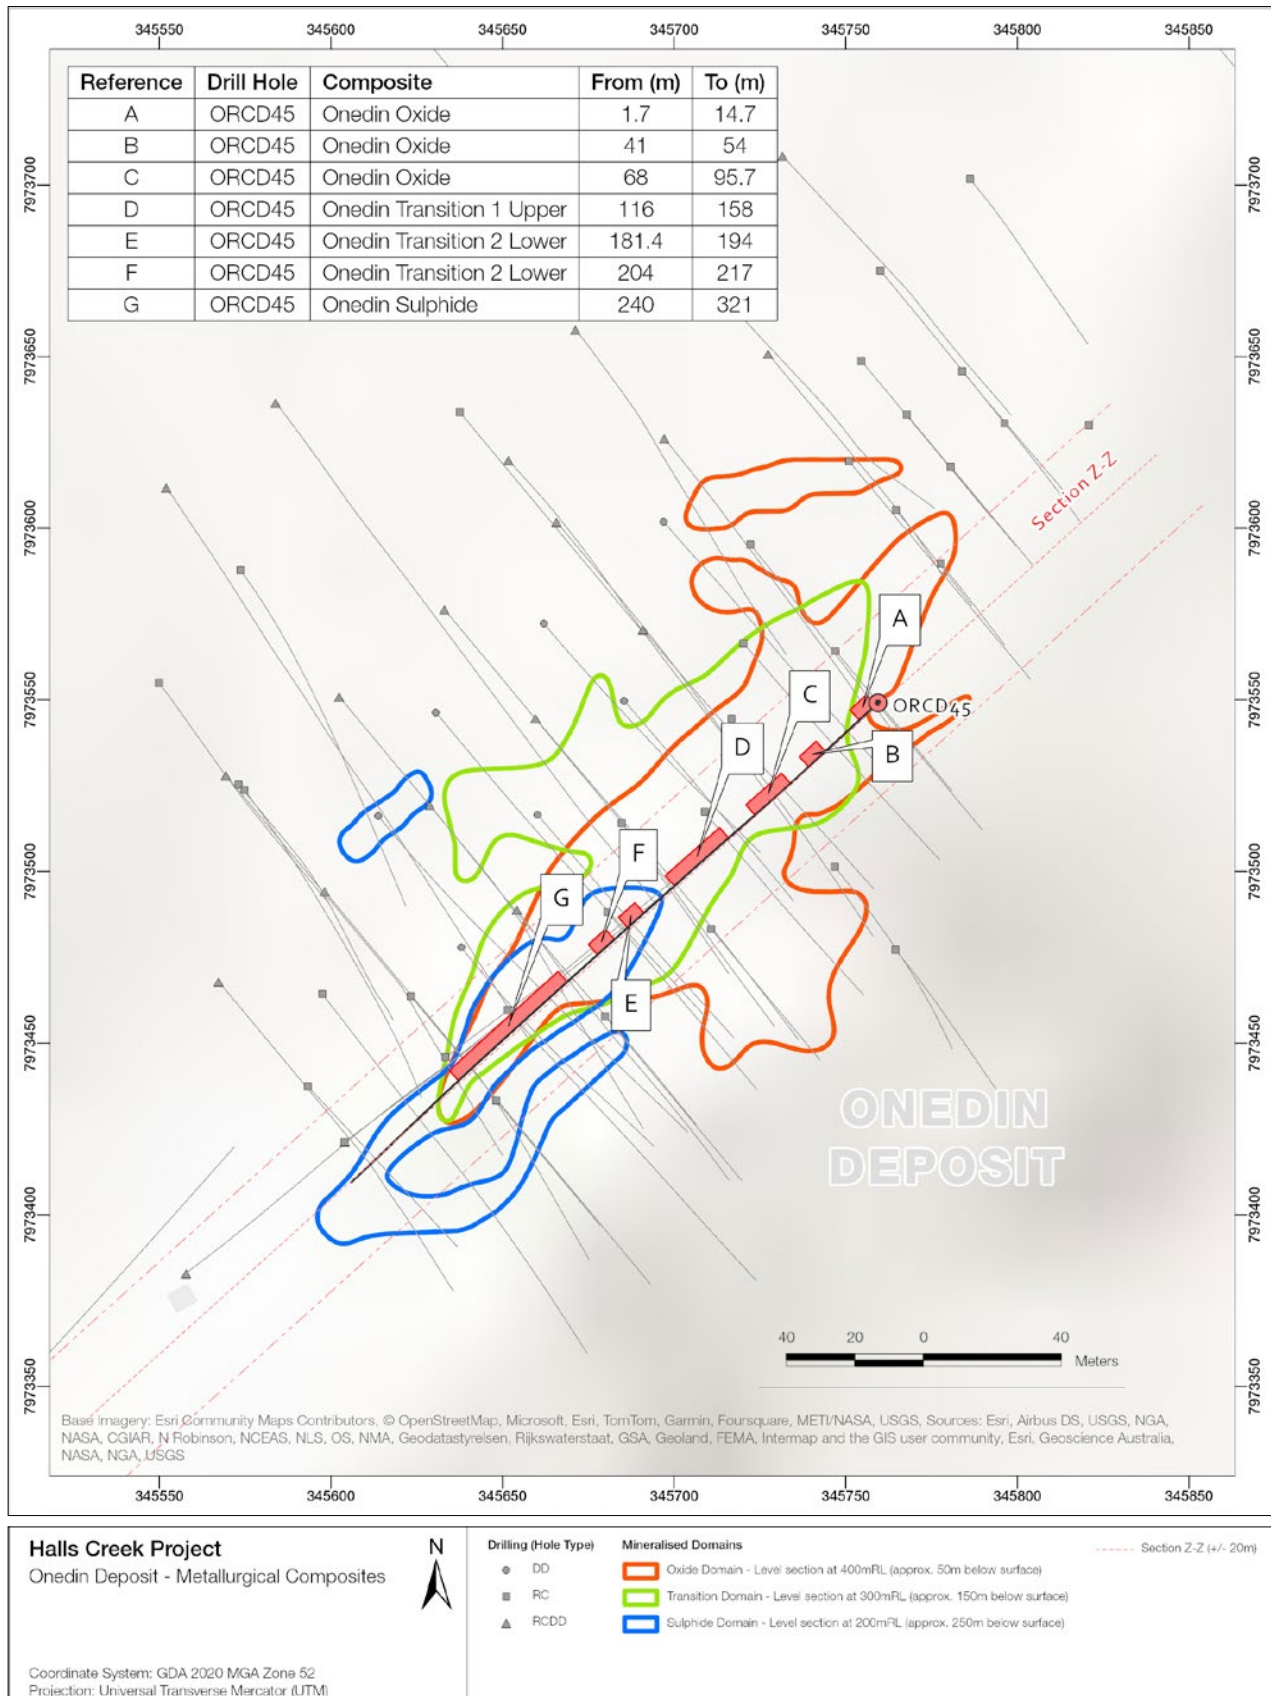 345550 345600 345650 345700 345750 345800 345850
Reference Drill Hole Composite From (m) To (m)
A ORCD45 Onedin Oxide 1.7 14.7
B ORCD45 Onedin Oxide 41 54
C ORCD45 Onedin Oxide 68 95.7
D ORCD45 Onedin Transition 1 Upper 116 158
E ORCD45 Onedin Transition 2 Lower 181.4 194
F ORCD45 Onedin Transition 2 Lower 204 217
G ORCD45 Onedin Sulphide 240 321
7973700 7973700
7973650 7973650
Section Z-Z
7973600 7973600
A
C
7973550 ORCD45 7973550
D
B
F
7973500 7973500
G
E
7973450 7973450
ONEDIN
DEPOSIT
7973400 7973400
40 20 0 40
Meters
7973350 7973350
Base Imagery: Esri Community Maps Contributors, © OpenStreetMap, Microsoft, Esri, TomTom, Garmin, Foursquare, METI/NASA, USGS, Sources: Esri, Airbus DS, USGS, NGA,
NASA, CGIAR, N Robinson, NCEAS, NLS, OS, NMA, Geodatastyrelsen, Rijkswaterstaat, GSA, Geoland, FEMA, Intermap and the GIS user community, Esri, Geoscience Australia,
NASA, NGA, USGS
345550 345600 345650 345700 345750 345800 345850
Halls Creek Project
Onedin Deposit - Metallurgical Composites
N
Coordinate System: GDA 2020 MGA Zone 52
Projection: Universal Transverse Mercator (UTM)
Drilling (Hole Type)
DD
RC
RCDD
Mineralised Domains
Oxide Domain - Level section at 400mRL (approx. 50m below surface)
Transition Domain - Level section at 300mRL (approx. 150m below surface)
Sulphide Domain - Level section at 200mRL (approx. 250m below surface)
Section Z-Z (+/- 20m)